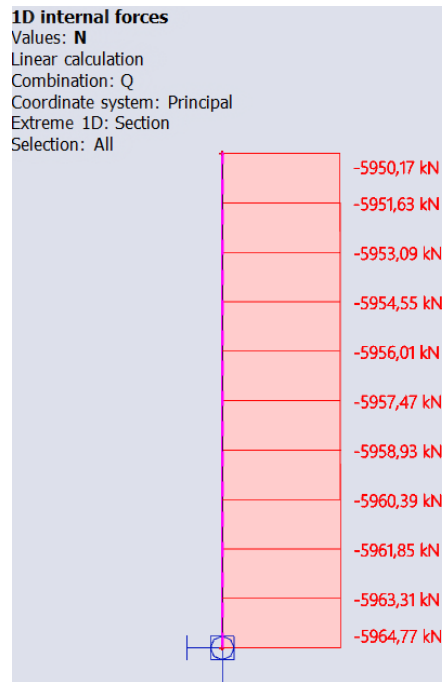 1D internal forces
Values: N
Linear calculation
Combination: Q
Coordinate system: Principal
Extreme 1D: Section
Selection: All
-5950,17 kN
-5951,63 kN
-5953,09 kN
-5954,55 kN
-5956,01 kN
-5957,47 kN
-5958,93 kN
-5960,39 kN
-5961,85 kN
-5963,31 kN
-5964,77 kN